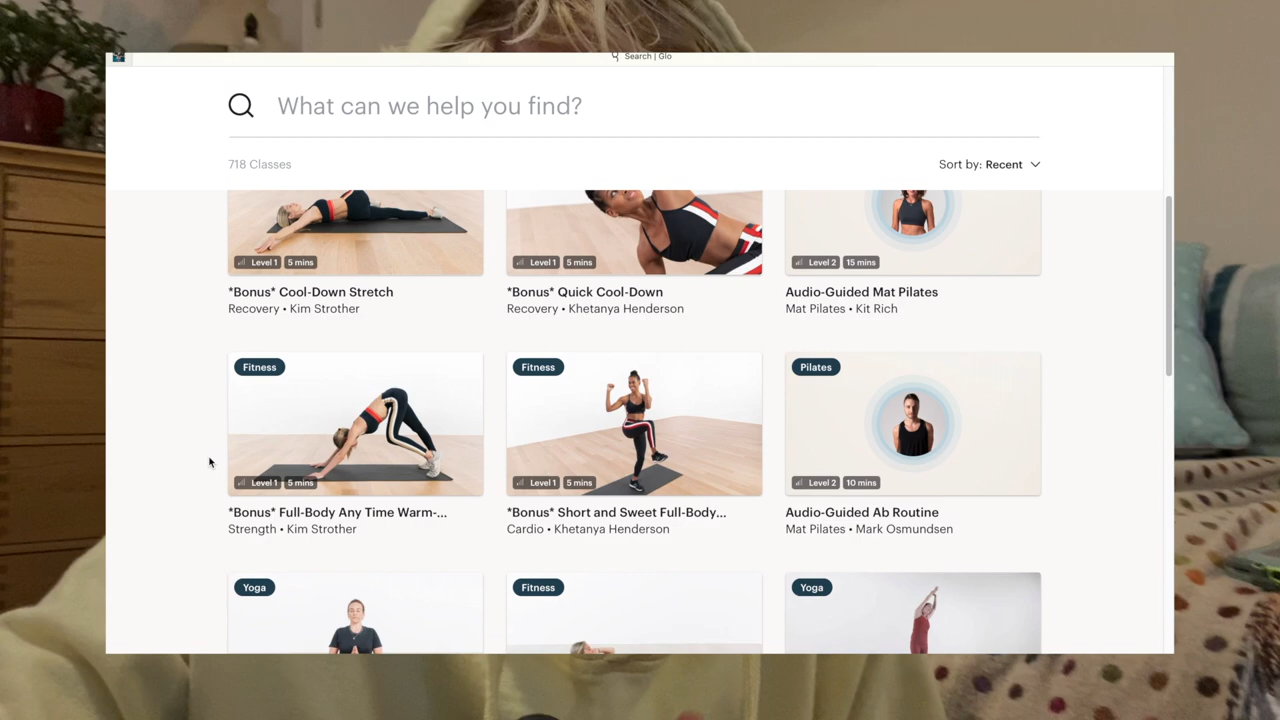 Search | Glo
What can we help you find?
718 Classes
Sort by: Recent
Level 1 5 mins
Level 1 5 mins
Level 2 15 mins
*Bonus* Cool-Down Stretch
*Bonus* Quick Cool-Down
Audio-Guided Mat Pilates
Recovery • Kim Strother
Recovery • Khetanya Henderson
Mat Pilates • Kit Rich
Fitness
Fitness
Pilates
Level 1 5 mins
Level 1 5 mins
Level 2 10 mins
*Bonus* Full-Body Any Time Warm-...
*Bonus* Short and Sweet Full-Body...
Audio-Guided Ab Routine
Strength • Kim Strother
Cardio • Khetanya Henderson
Mat Pilates • Mark Osmundsen
Yoga
Fitness
Yoga